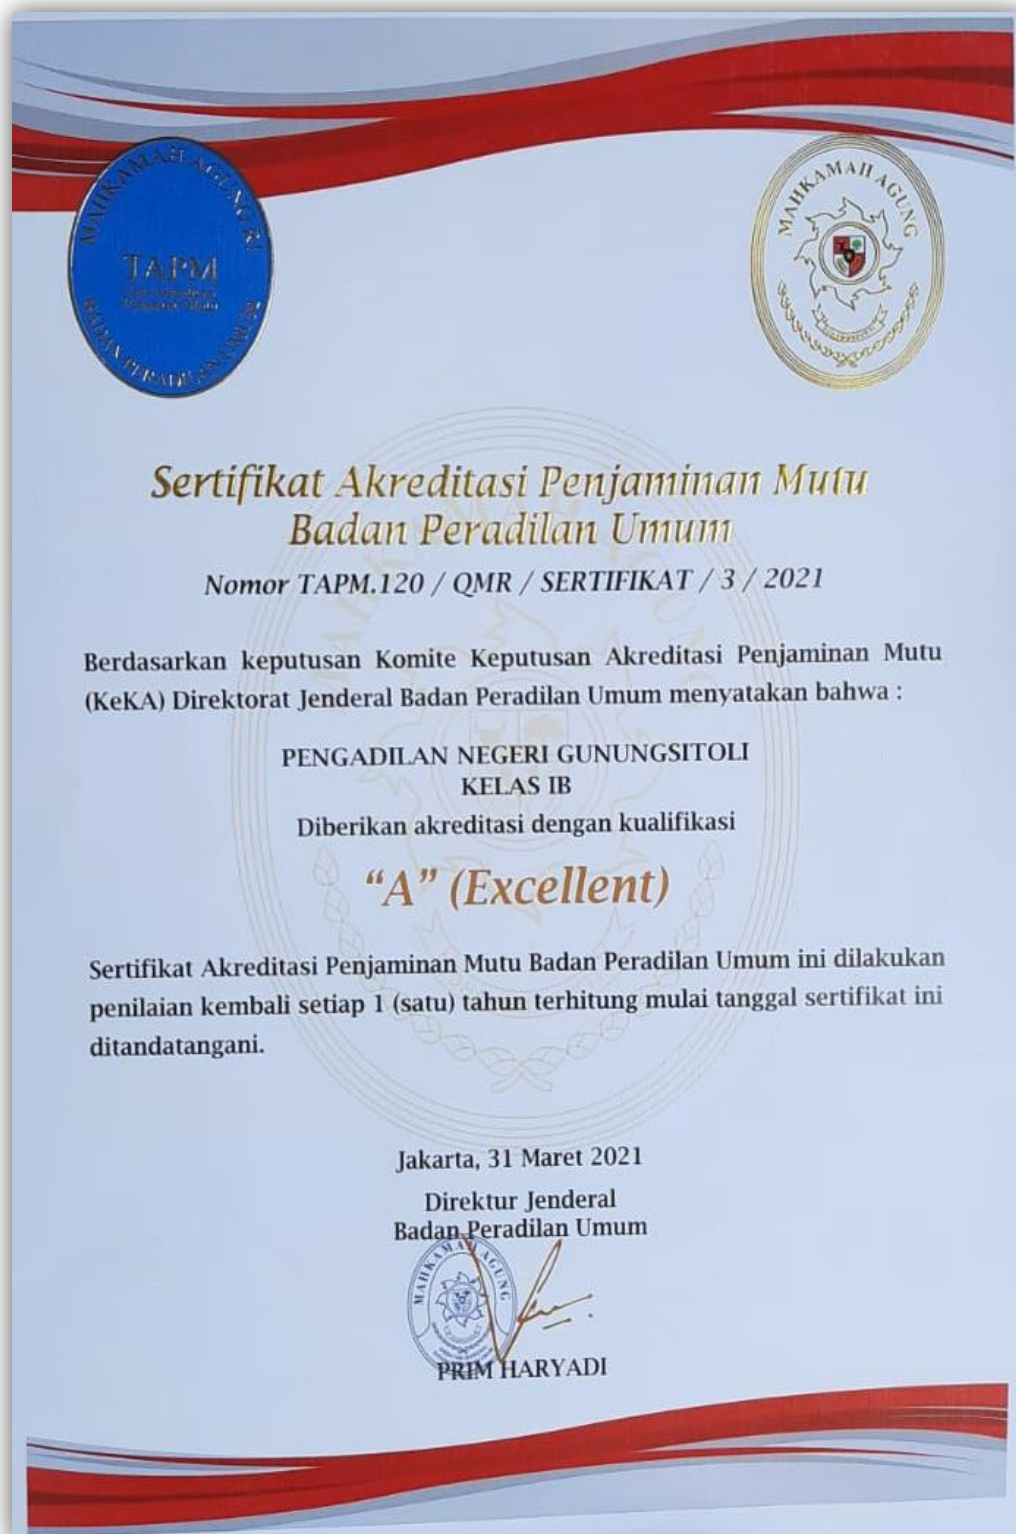 MAHKAMAH AGUNG RI
TAPM
BADAN PERADILAN UMUM
MAHKAMAH AGUNG
Sertifikat Akreditasi Penjaminan Mutu
Badan Peradilan Umum
Nomor TAPM.120 / QMR / SERTIFIKAT / 3 / 2021
Berdasarkan keputusan Komite Keputusan Akreditasi Penjaminan Mutu
(KeKA) Direktorat Jenderal Badan Peradilan Umum menyatakan bahwa :
PENGADILAN NEGERI GUNUNGSITOLI
KELAS IB
Diberikan akreditasi dengan kualifikasi
“A” (Excellent)
Sertifikat Akreditasi Penjaminan Mutu Badan Peradilan Umum ini dilakukan
penilaian kembali setiap 1 (satu) tahun terhitung mulai tanggal sertifikat ini
ditandatangani.
Jakarta, 31 Maret 2021
Direktur Jenderal
Badan Peradilan Umum
MAHKAMAH AGUNG
PRIM HARYADI